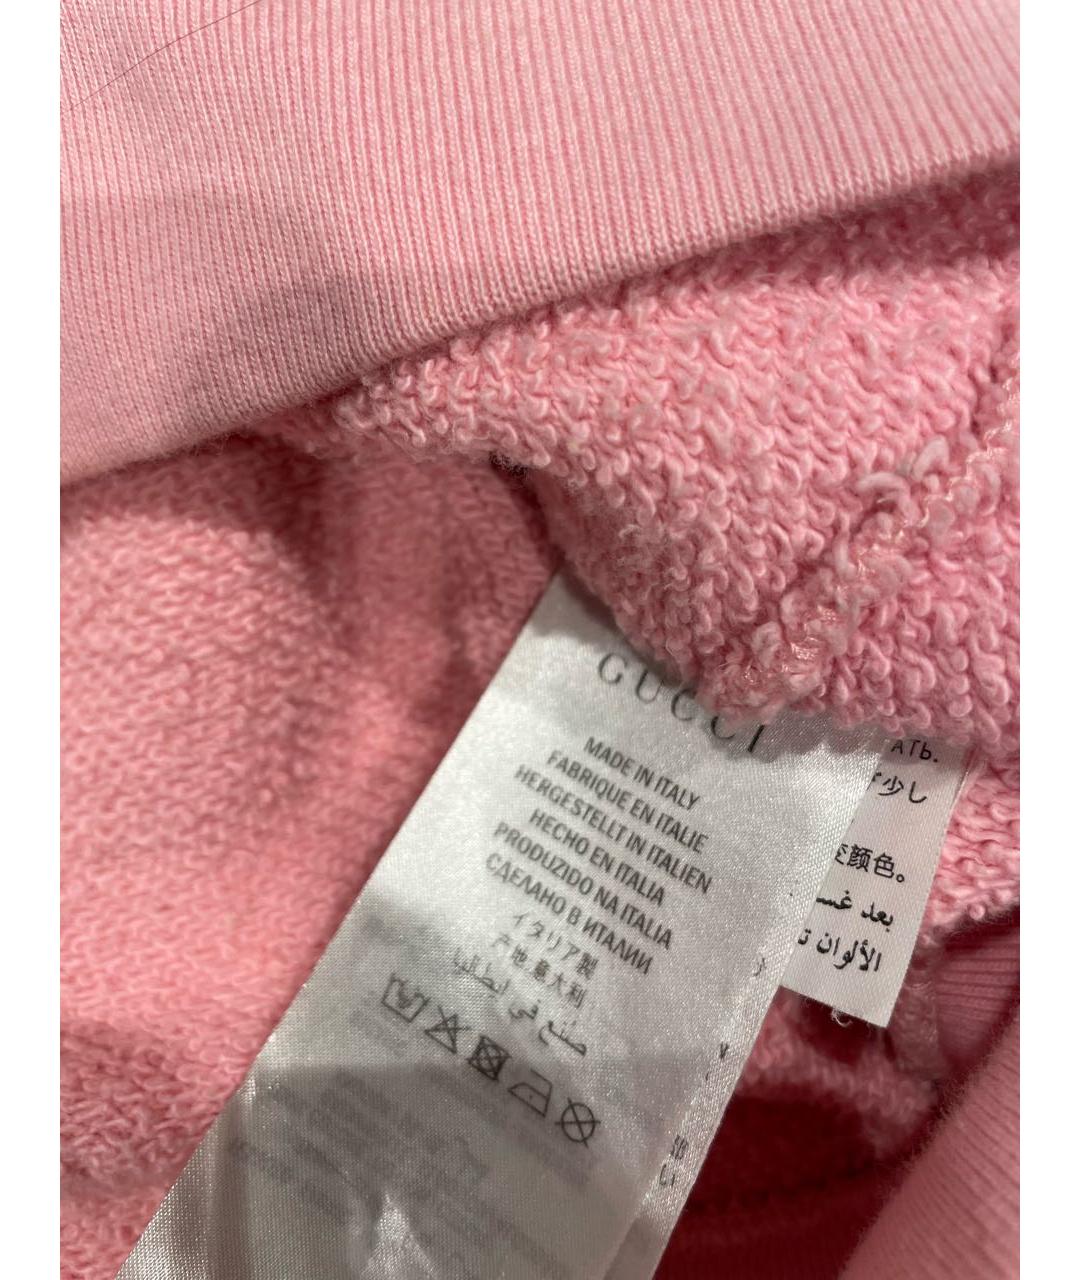 GUCCI
MADE IN ITALY
FABRIQUE EN ITALIE
HERGESTELLT IN ITALIEN
HECHO EN ITALIA
PRODUZIDO NA ITALIA
СДЕЛАНО В ИТАЛИИ
イタリア製
产地意大利
صنع في إيطاليا
АТЬ.
少し
颜色。
بعد غس
الألوان ت